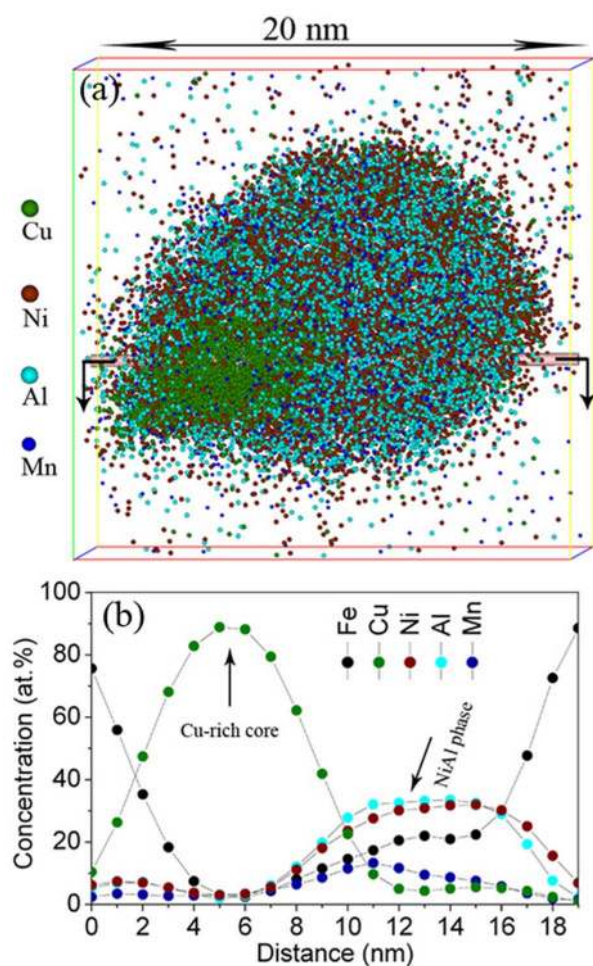 20 nm
(a)
Cu
Ni
Al
Mn
(b)
Fe
Cu
Ni
Al
Mn
Cu-rich core
NiAl phase
Concentration (at.%)
100
80
60
40
20
0
0 2 4 6 8 10 12 14 16 18
Distance (nm)